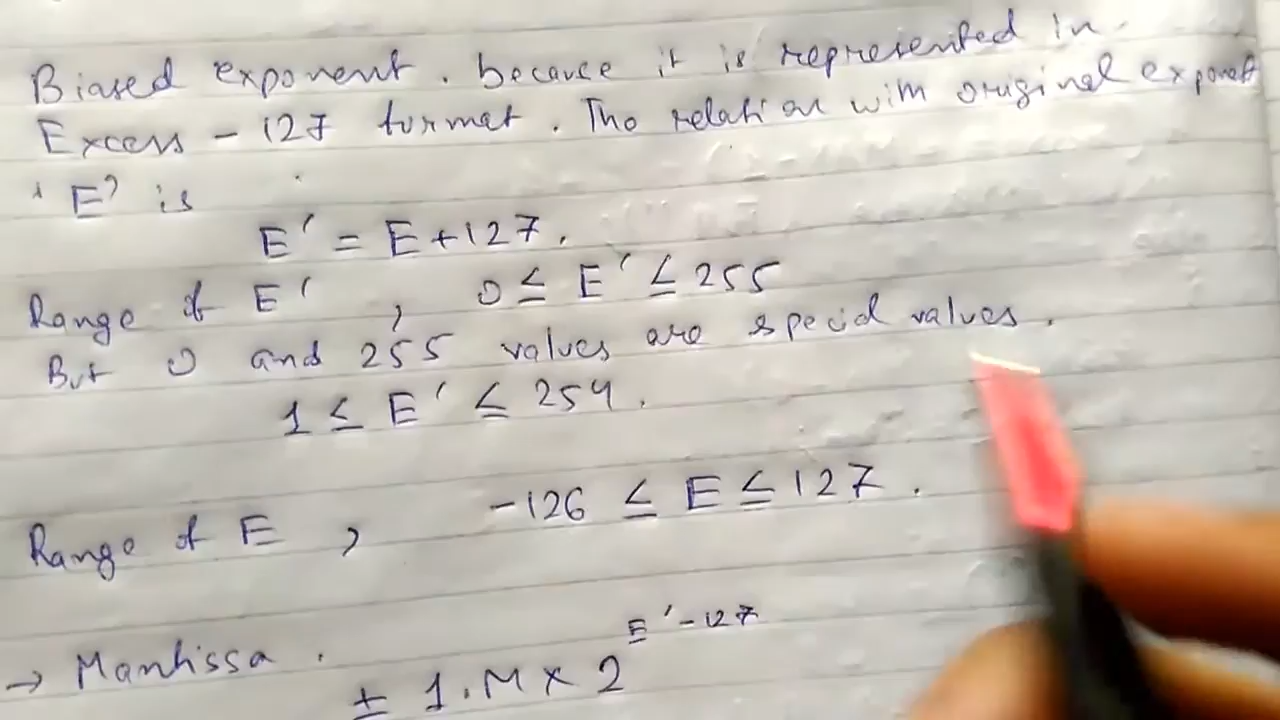 Biased exponent. because it is represented in
Excess - 127 format. The relation with original exponent
'E' is
E' = E + 127.
Range of E' , 0 ≤ E' ≤ 255
But 0 and 255 values are special values.
1 ≤ E' ≤ 254.
Range of E , -126 ≤ E ≤ 127.
→ Mantissa.
± 1.M × 2^E'-127